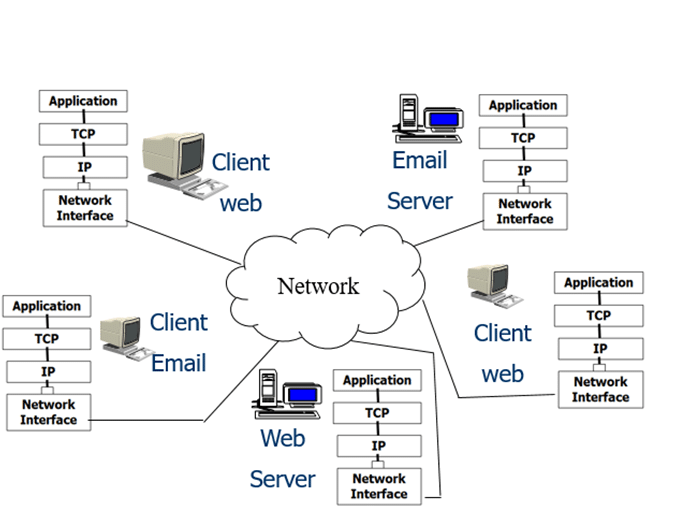 Application
TCP
IP
Network
Interface
Client
web
Email
Server
Application
TCP
IP
Network
Interface
Network
Application
TCP
IP
Network
Interface
Client
Email
Client
web
Application
TCP
IP
Network
Interface
Web
Server
Application
TCP
IP
Network
Interface